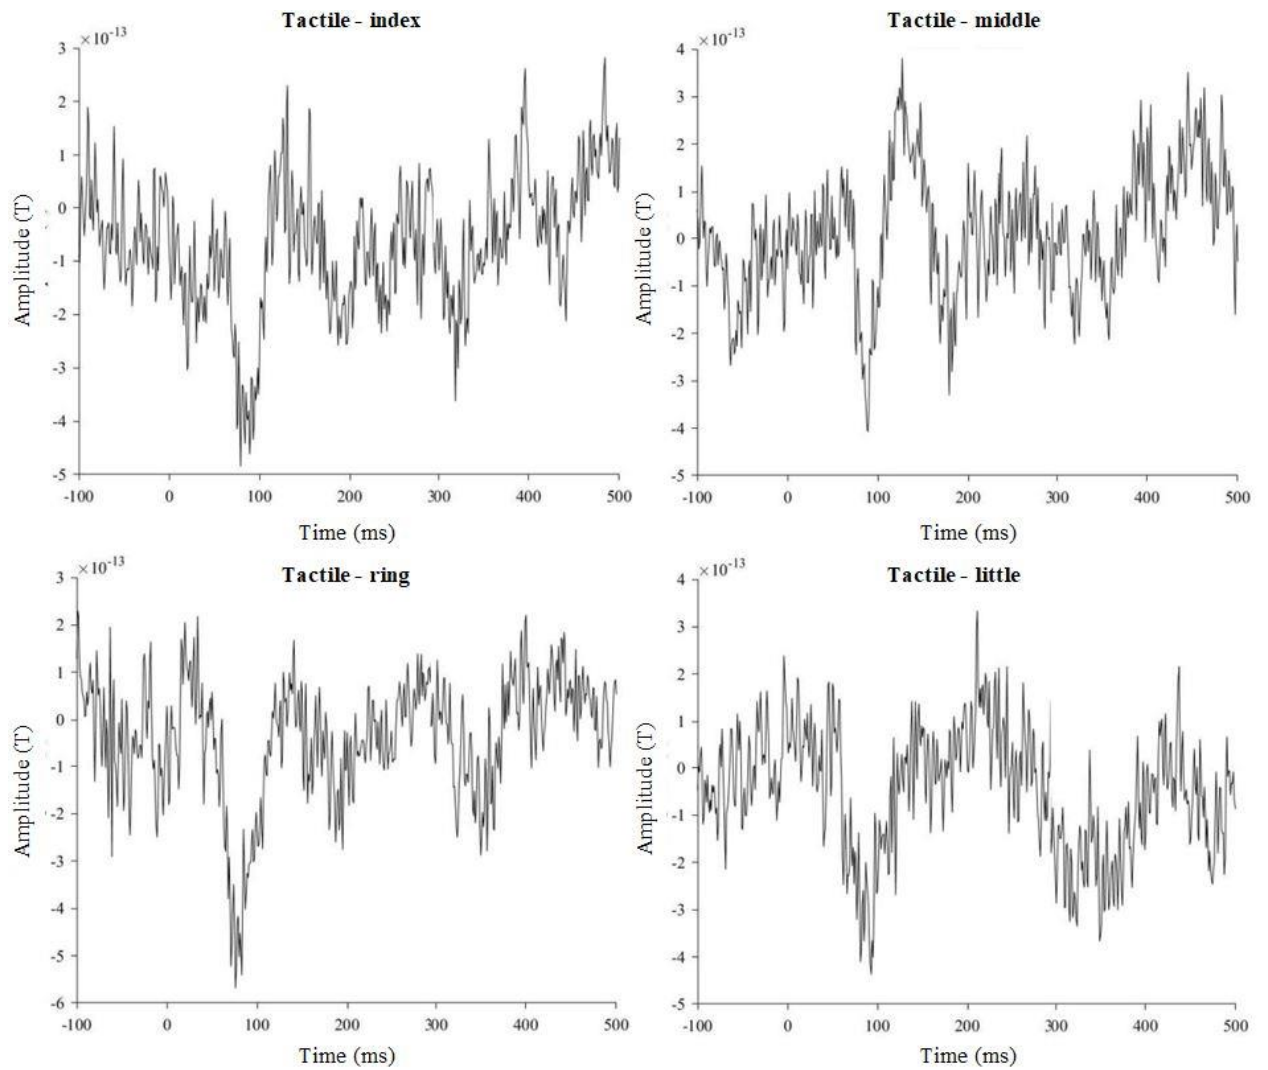 Tactile - index
×10-13
3
2
1
0
-1
-2
-3
-4
-5
Amplitude (T)
-100 0 100 200 300 400 500
Time (ms)
Tactile - middle
×10-13
4
3
2
1
0
-1
-2
-3
-4
-5
Amplitude (T)
-100 0 100 200 300 400 500
Time (ms)
Tactile - ring
×10-13
3
2
1
0
-1
-2
-3
-4
-5
-6
Amplitude (T)
-100 0 100 200 300 400 500
Time (ms)
Tactile - little
×10-13
4
3
2
1
0
-1
-2
-3
-4
-5
Amplitude (T)
-100 0 100 200 300 400 500
Time (ms)